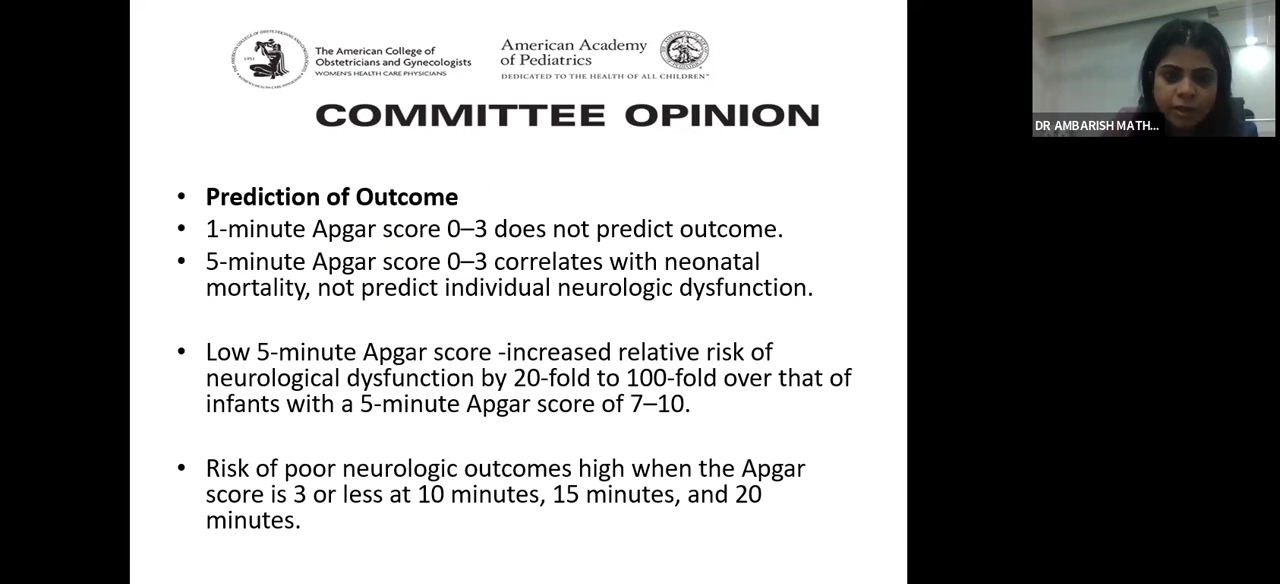 The American College of
Obstetricians and Gynecologists
WOMEN'S HEALTH CARE PHYSICIANS
American Academy
of Pediatrics
DEDICATED TO THE HEALTH OF ALL CHILDREN™
COMMITTEE OPINION
• Prediction of Outcome
• 1-minute Apgar score 0–3 does not predict outcome.
• 5-minute Apgar score 0–3 correlates with neonatal
mortality, not predict individual neurologic dysfunction.
• Low 5-minute Apgar score -increased relative risk of
neurological dysfunction by 20-fold to 100-fold over that of
infants with a 5-minute Apgar score of 7–10.
• Risk of poor neurologic outcomes high when the Apgar
score is 3 or less at 10 minutes, 15 minutes, and 20
minutes.
DR AMBARISH MATH...